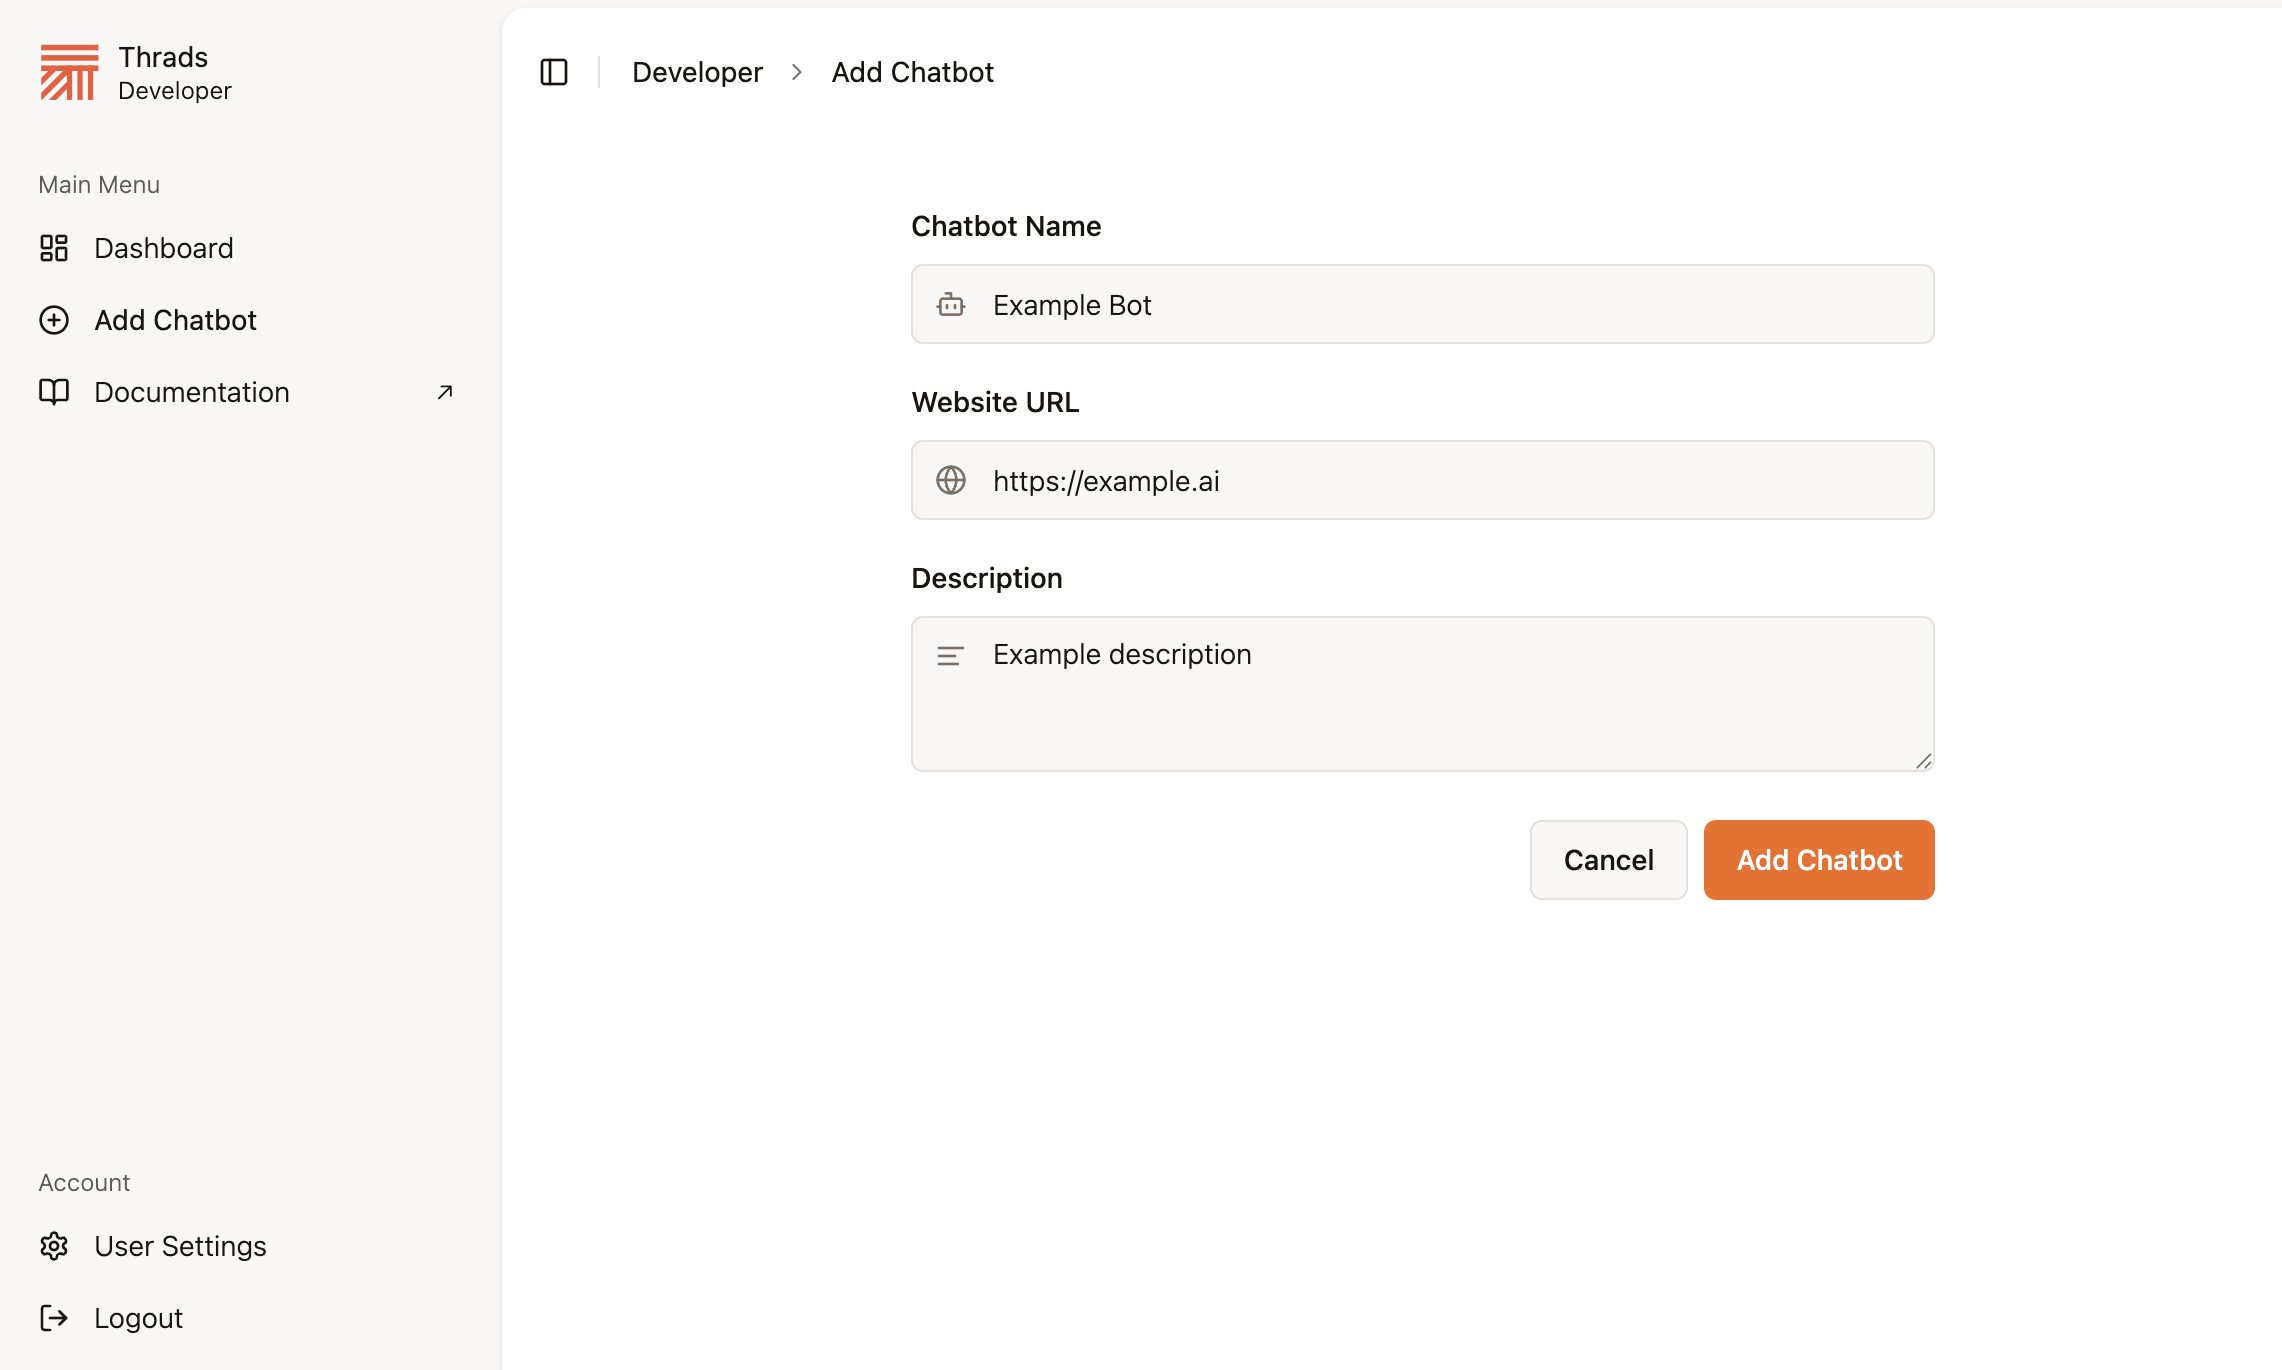 Thrads
Developer
Main Menu
Dashboard
Add Chatbot
Documentation
Account
User Settings
Logout
Developer > Add Chatbot
Chatbot Name
Example Bot
Website URL
https://example.ai
Description
Example description
Cancel
Add Chatbot